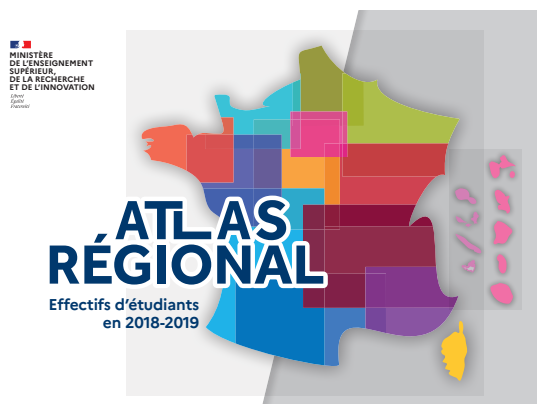 MINISTÈRE
DE L'ENSEIGNEMENT
SUPÉRIEUR,
DE LA RECHERCHE
ET DE L'INNOVATION
Liberté
Égalité
Fraternité
ATLAS
RÉGIONAL
Effectifs d'étudiants
en 2018-2019